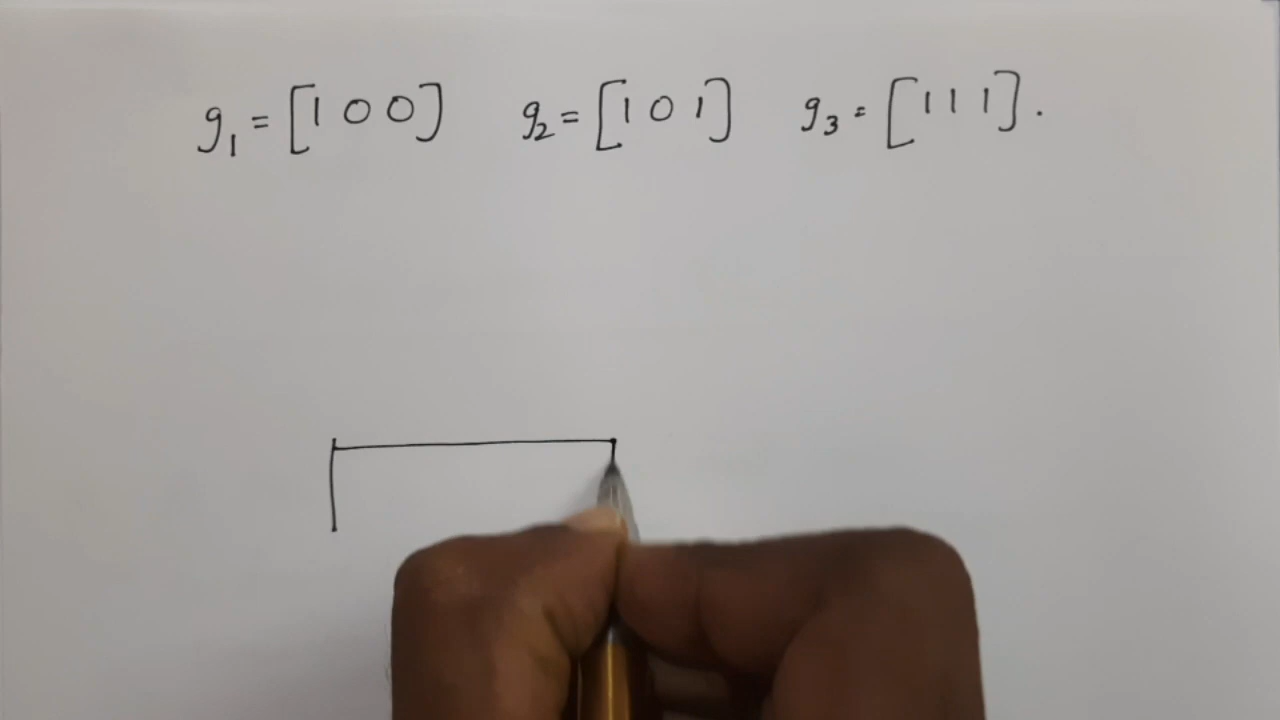 g₁ = [1 0 0] g₂ = [1 0 1] g₃ = [1 1 1].